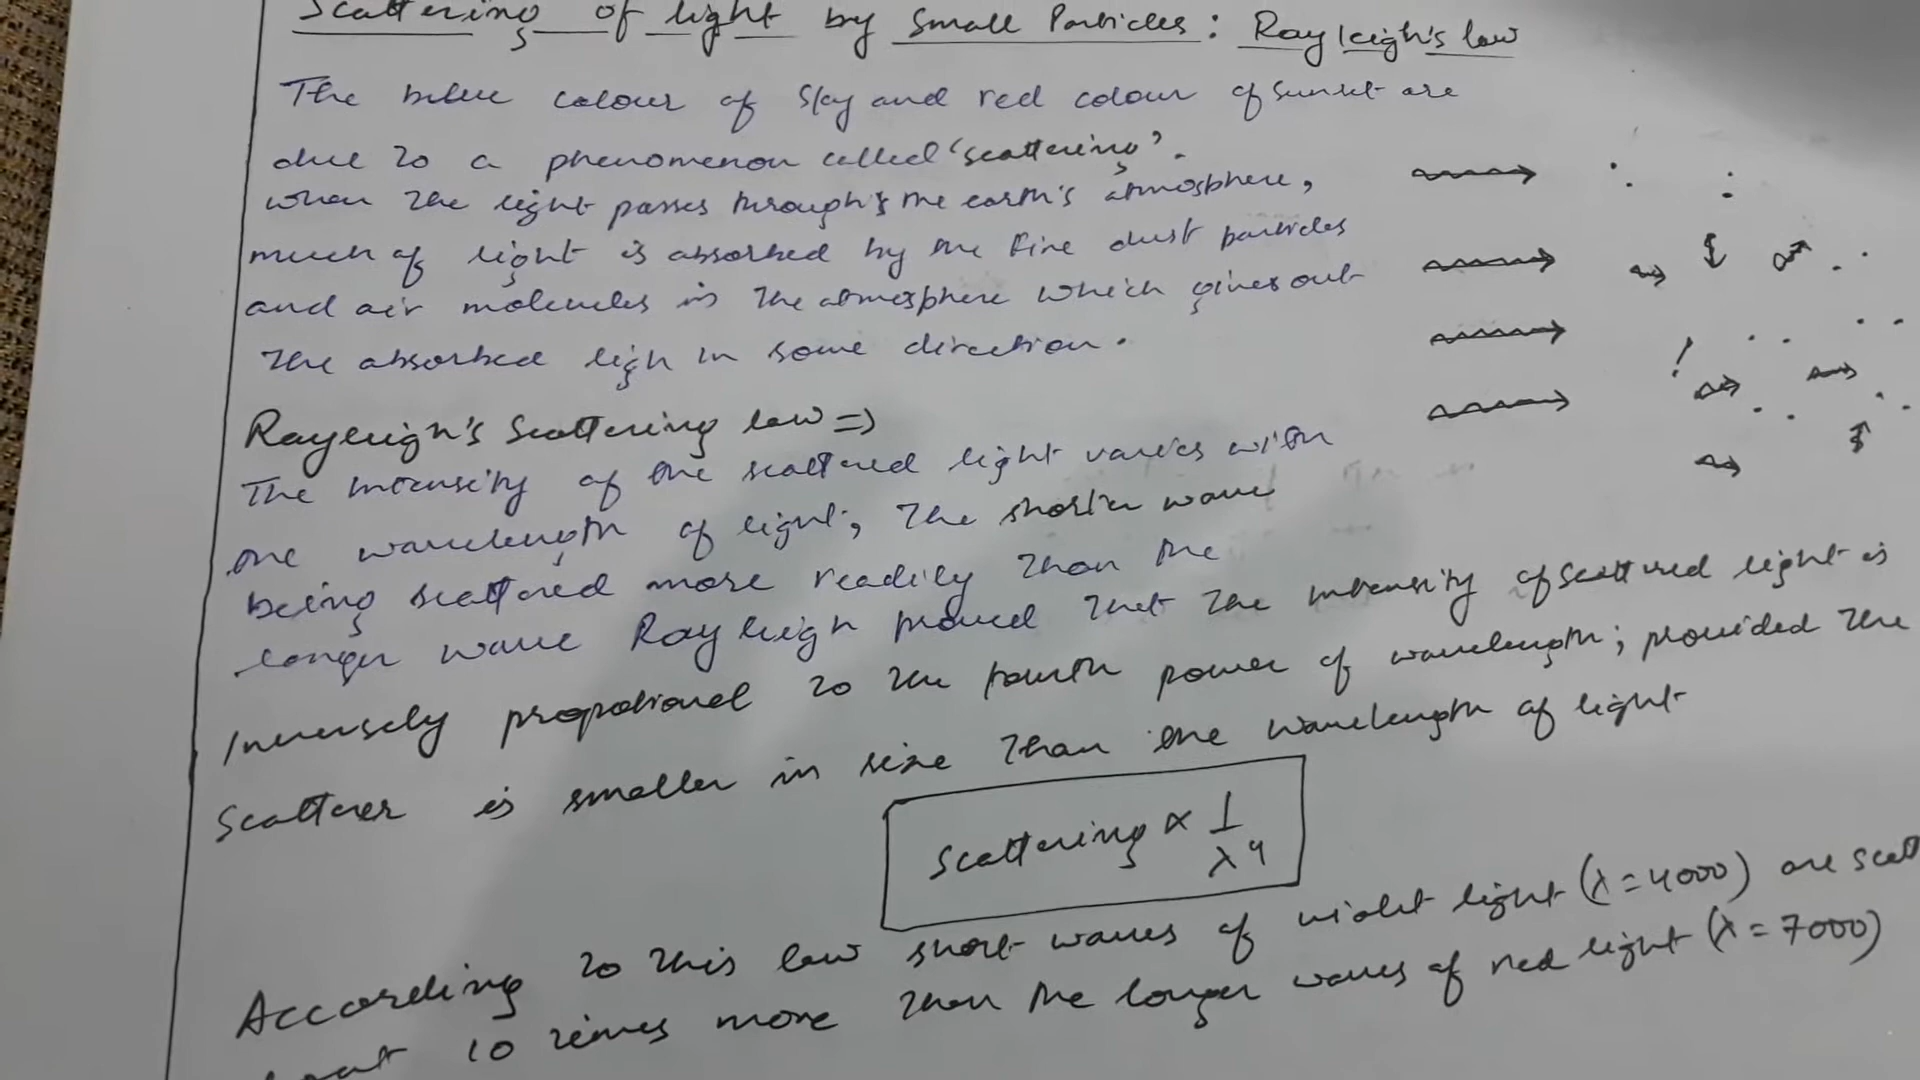 Scattering of light by Small Particles: Rayleigh's law
The blue colour of sky and red colour of sunset are
due to a phenomenon called 'scattering'.
when the light passes through the earth's atmosphere,
much of light is absorbed by the fine dust particles
and air molecules in the atmosphere which gives out
the absorbed ligh in some direction.
Rayleigh's Scattering law =>
The intensity of the scattered light varies with
the wavelength of light, The shorter wave
being scattered more readily than the
longer wave Rayleigh proved that the intensity of scattered light is
Inversely propotional to the fourth power of wavelength; provided the
Scatterer is smaller in size than the wavelength of light
Scattering ∝ 1/λ⁴
According to this law short waves of violet light (λ=4000) are scatt
bout 10 times more than the longer waves of red light (λ=7000)